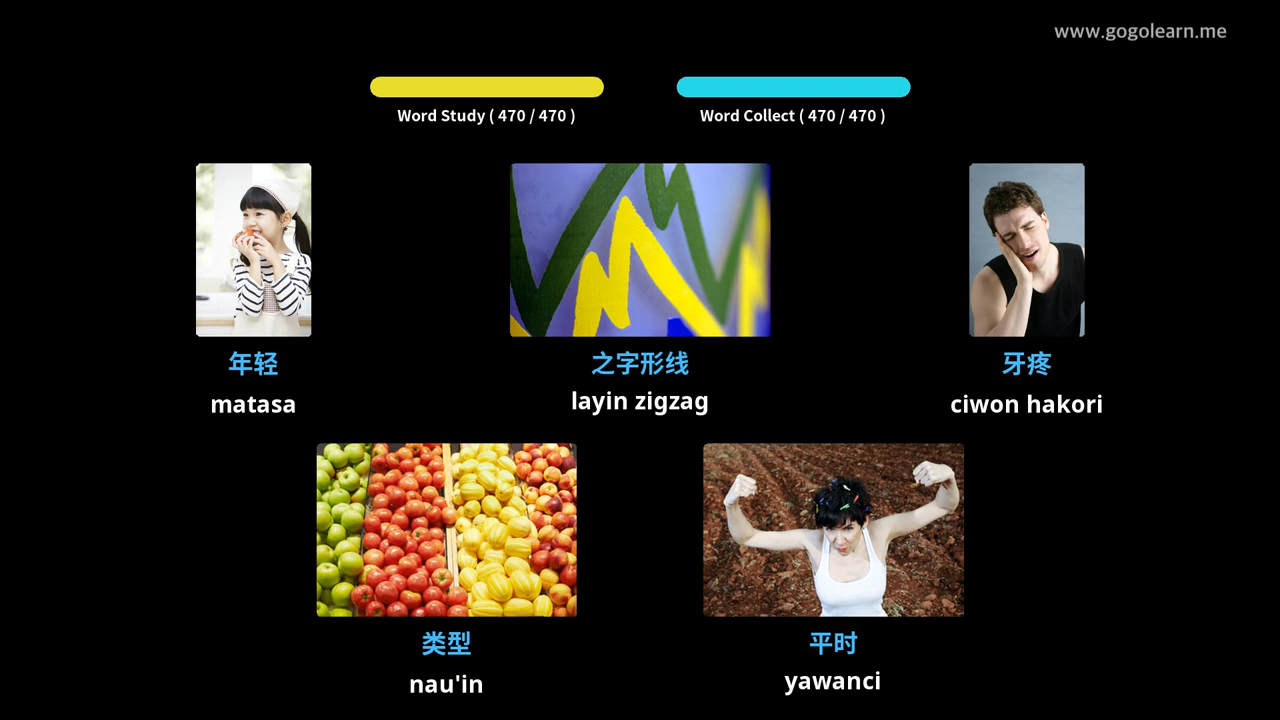 www.gogolearn.me
Word Study ( 470 / 470 )
Word Collect ( 470 / 470 )
年轻
matasa
之字形线
layin zigzag
牙疼
ciwon hakori
类型
nau'in
平时
yawanci